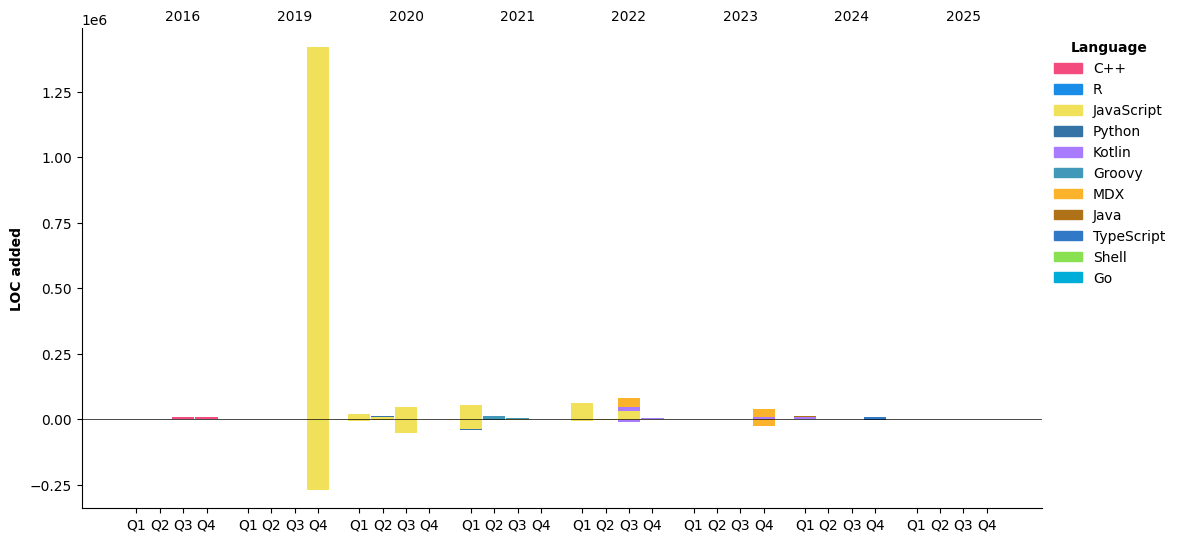 2016 2019 2020 2021 2022 2023 2024 2025
1e6
Language
C++
R
JavaScript
Python
Kotlin
Groovy
MDX
Java
TypeScript
Shell
Go
LOC added
1.25
1.00
0.75
0.50
0.25
0.00
−0.25
Q1 Q2 Q3 Q4 Q1 Q2 Q3 Q4 Q1 Q2 Q3 Q4 Q1 Q2 Q3 Q4 Q1 Q2 Q3 Q4 Q1 Q2 Q3 Q4 Q1 Q2 Q3 Q4 Q1 Q2 Q3 Q4